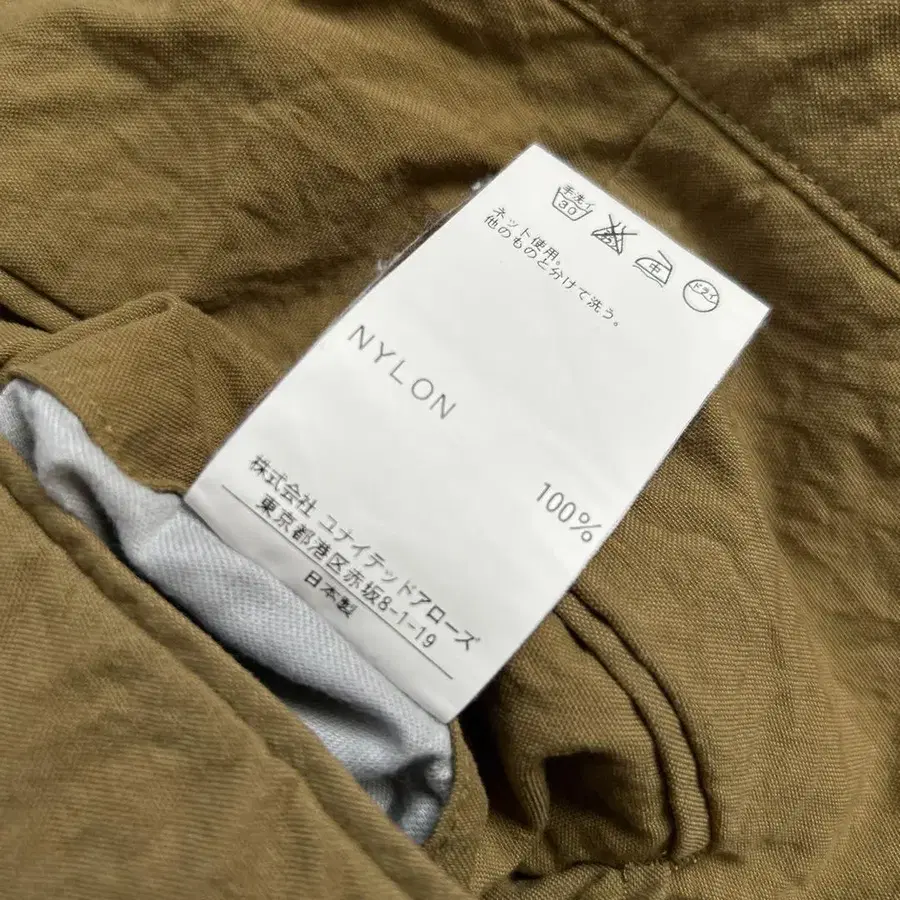 手洗イ
30
中
ドライ
ネット使用。
他のものと分けて洗う。
NYLON
100%
株式会社 ユナイテッドアローズ
東京都港区赤坂8-1-19
日本製